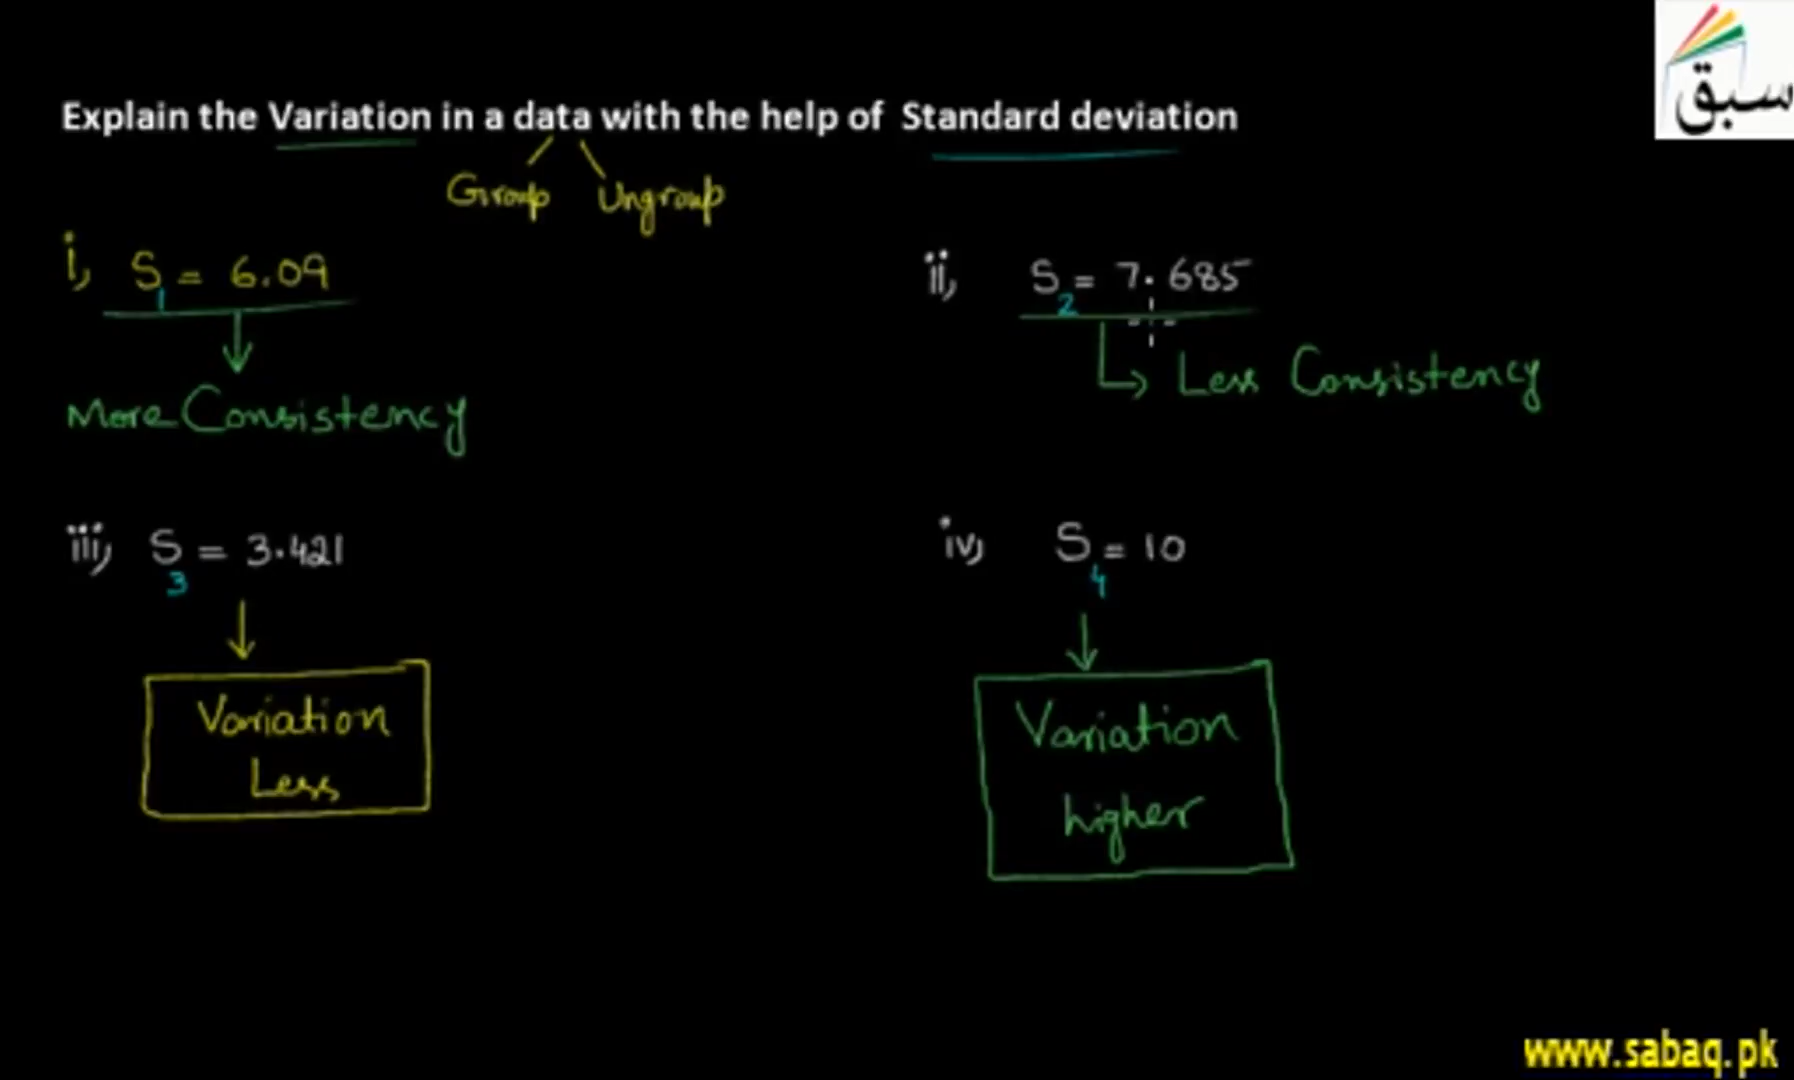 سبق
Explain the Variation in a data with the help of Standard deviation
Group Ungroup
i, S1 = 6.09
ii, S2 = 7.685
More Consistency
Less Consistency
iii, S3 = 3.421
iv, S4 = 10
Variation
Less
Variation
higher
www.sabaq.pk